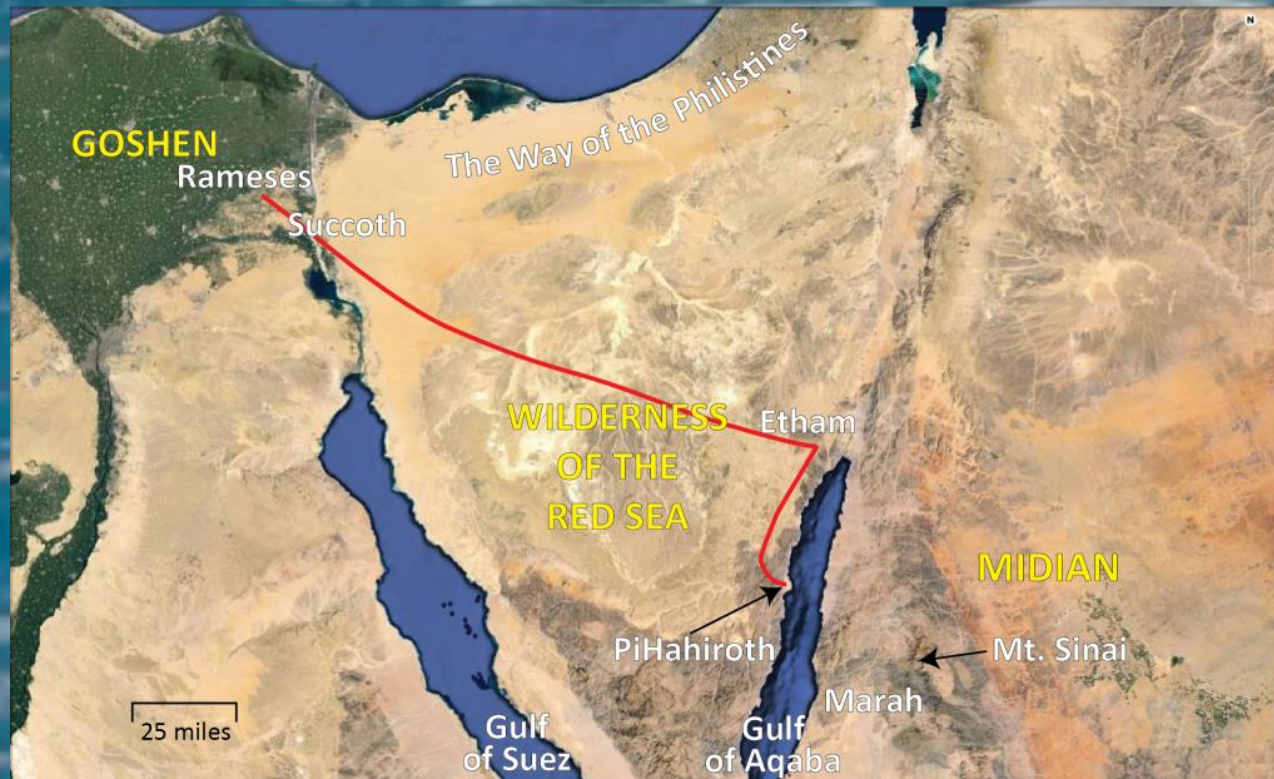 N
The Way of the Philistines
GOSHEN
Rameses
Succoth
WILDERNESS
OF THE
RED SEA
Etham
MIDIAN
PiHahiroth
Mt. Sinai
Marah
25 miles
Gulf
of Suez
Gulf
of Aqaba